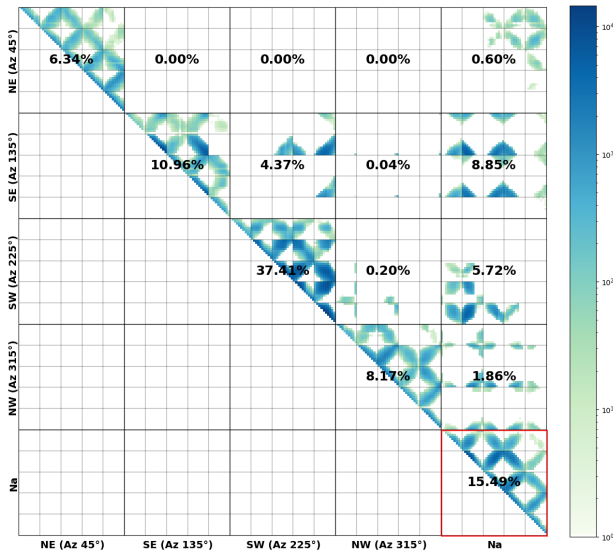 10⁴
NE (Az 45°)
6.34%
0.00%
0.00%
0.00%
0.60%
10³
SE (Az 135°)
10.96%
4.37%
0.04%
8.85%
SW (Az 225°)
37.41%
0.20%
5.72%
10²
NW (Az 315°)
8.17%
1.86%
10¹
Na
15.49%
10⁰
NE (Az 45°)
SE (Az 135°)
SW (Az 225°)
NW (Az 315°)
Na